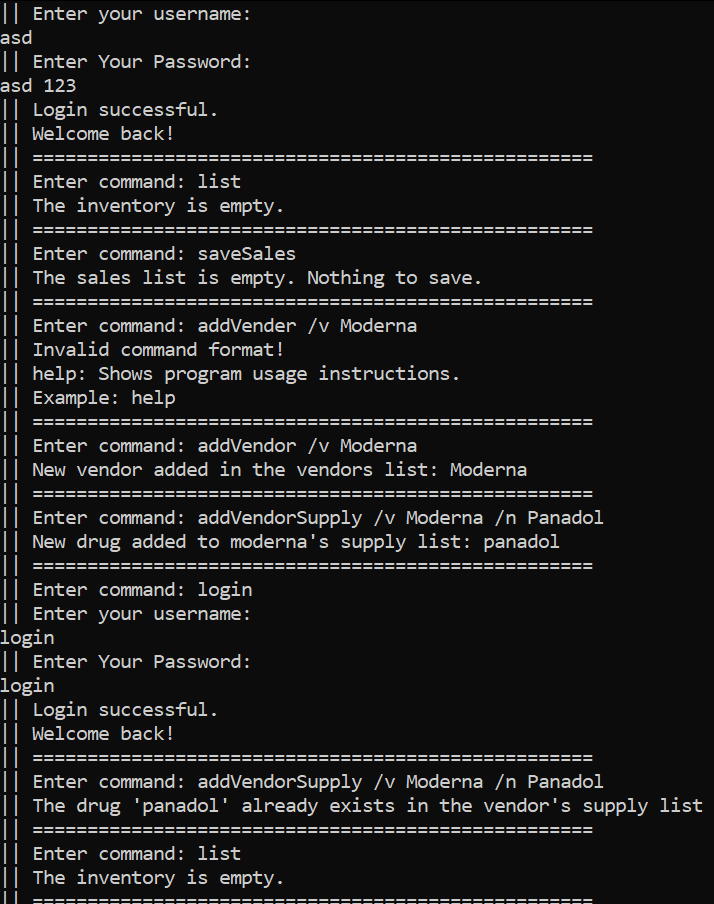 || Enter your username:
asd
|| Enter Your Password:
asd 123
|| Login successful.
|| Welcome back!
|| ===================================================
|| Enter command: list
|| The inventory is empty.
|| ===================================================
|| Enter command: saveSales
|| The sales list is empty. Nothing to save.
|| ===================================================
|| Enter command: addVender /v Moderna
|| Invalid command format!
|| help: Shows program usage instructions.
|| Example: help
|| ===================================================
|| Enter command: addVendor /v Moderna
|| New vendor added in the vendors list: Moderna
|| ===================================================
|| Enter command: addVendorSupply /v Moderna /n Panadol
|| New drug added to moderna's supply list: panadol
|| ===================================================
|| Enter command: login
|| Enter your username:
login
|| Enter Your Password:
login
|| Login successful.
|| Welcome back!
|| ===================================================
|| Enter command: addVendorSupply /v Moderna /n Panadol
|| The drug 'panadol' already exists in the vendor's supply list
|| ===================================================
|| Enter command: list
|| The inventory is empty.
|| ===================================================